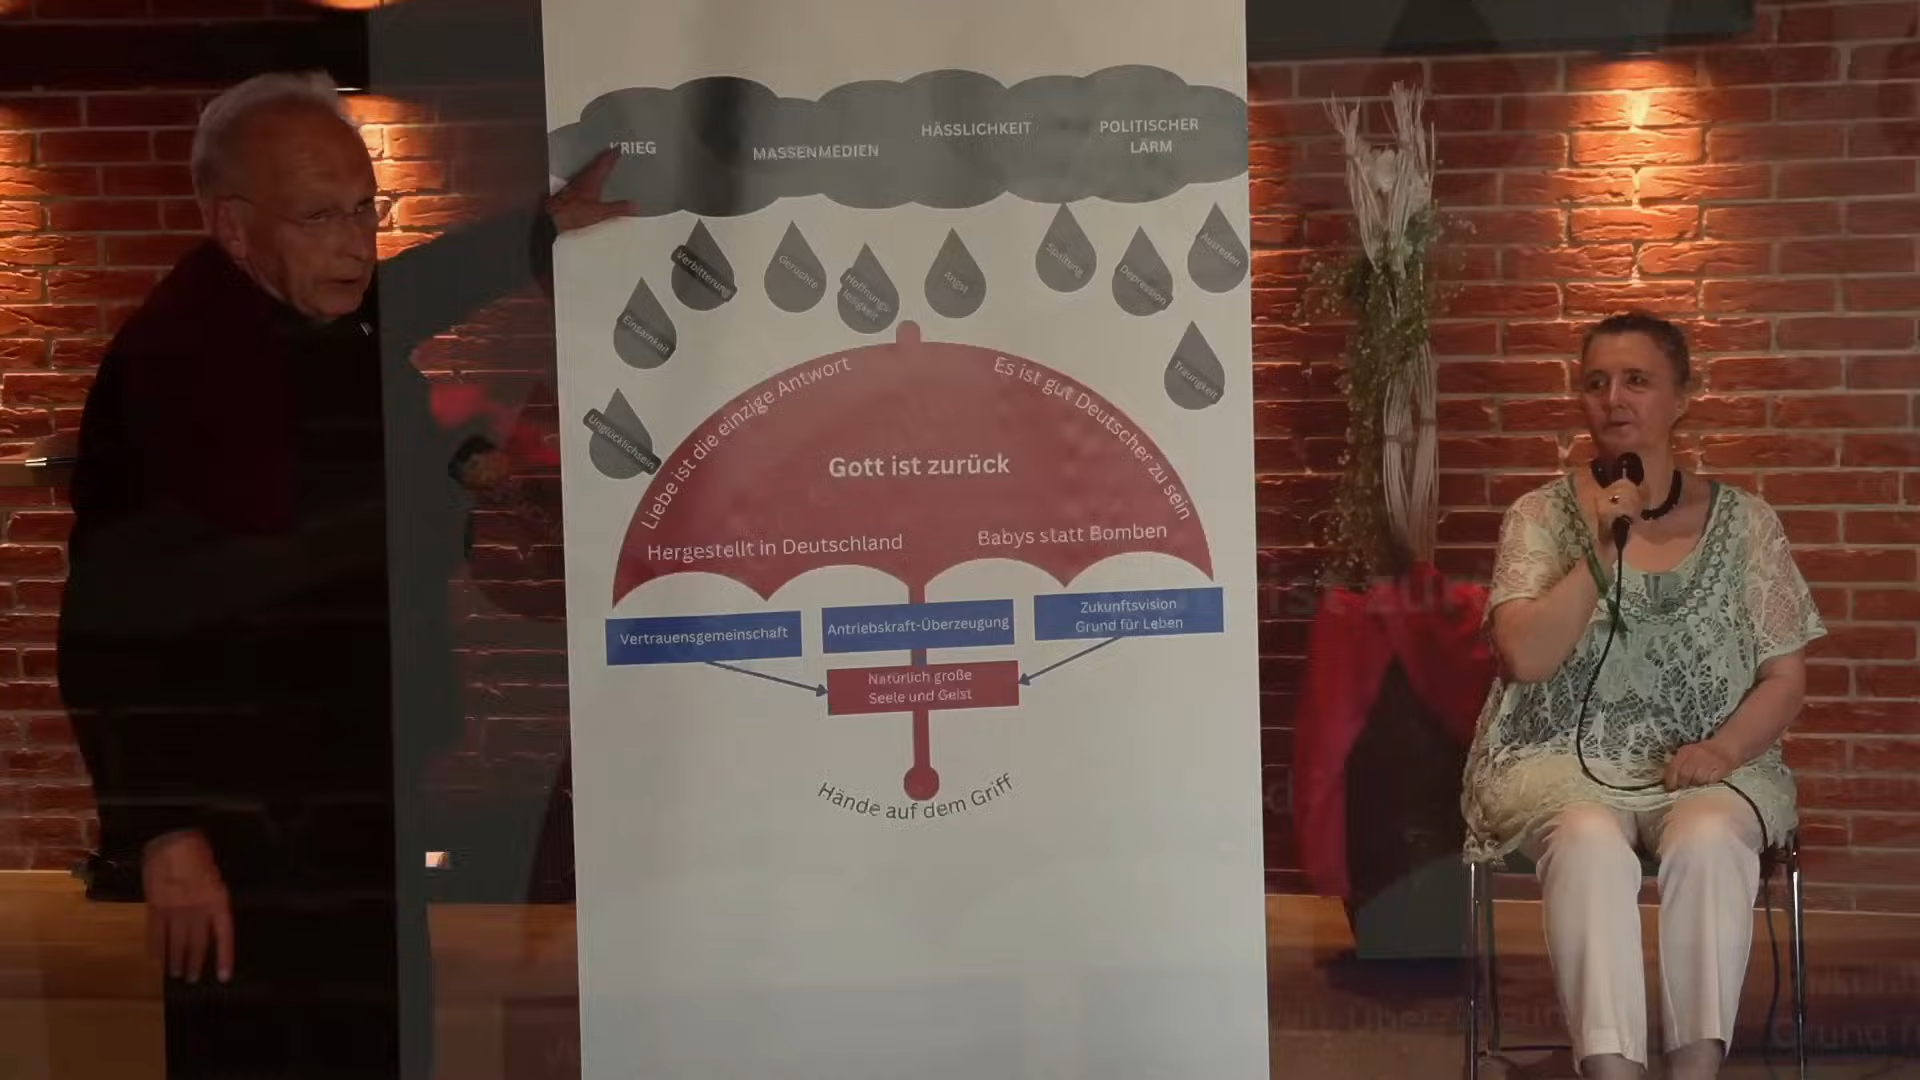 KRIEG
MASSENMEDIEN
HÄSSLICHKEIT
POLITISCHER
LÄRM
Verbitterung
Gerüchte
Hoffnungs-
losigkeit
Angst
Spaltung
Depression
Ausreden
Einsamkeit
Traurigkeit
Unglücklichsein
Liebe ist die einzige Antwort
Es ist gut Deutscher zu sein
Gott ist zurück
Hergestellt in Deutschland
Babys statt Bomben
Vertrauensgemeinschaft
Antriebskraft-Überzeugung
Zukunftsvision
Grund für Leben
Natürlich große
Seele und Geist
Hände auf dem Griff